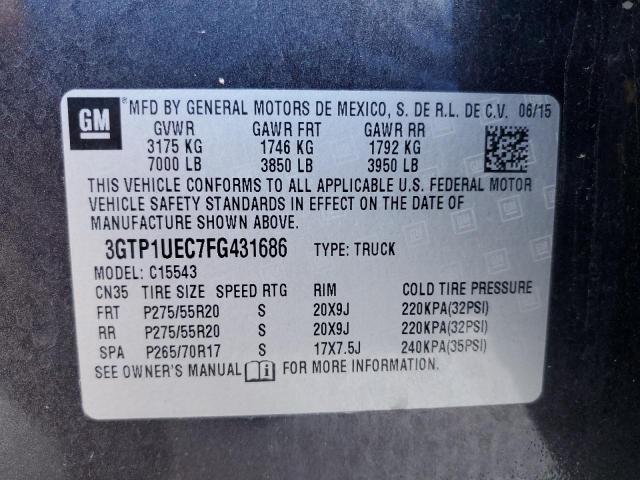 GM ® MFD BY GENERAL MOTORS DE MEXICO, S. DE R.L. DE C.V. 06/15
GVWR GAWR FRT GAWR RR
3175 KG 1746 KG 1792 KG
7000 LB 3850 LB 3950 LB
THIS VEHICLE CONFORMS TO ALL APPLICABLE U.S. FEDERAL MOTOR
VEHICLE SAFETY STANDARDS IN EFFECT ON THE DATE OF
MANUFACTURE SHOWN ABOVE.
3GTP1UEC7FG431686 TYPE: TRUCK
MODEL: C15543
CN35 TIRE SIZE SPEED RTG RIM COLD TIRE PRESSURE
FRT P275/55R20 S 20X9J 220KPA(32PSI)
RR P275/55R20 S 20X9J 220KPA(32PSI)
SPA P265/70R17 S 17X7.5J 240KPA(35PSI)
SEE OWNER'S MANUAL FOR MORE INFORMATION.